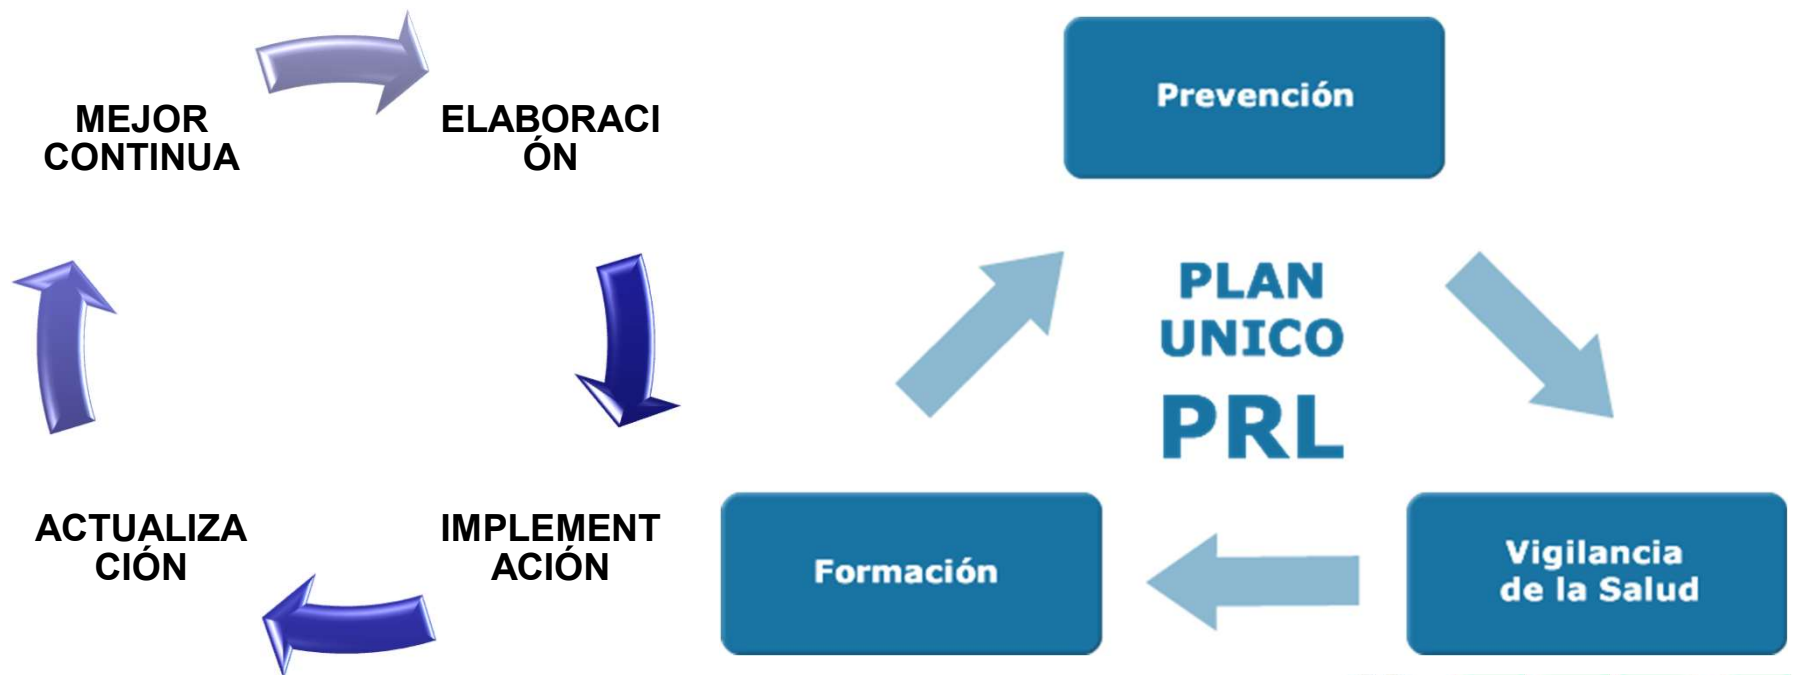 MEJOR
CONTINUA
ELABORACI
ÓN
ACTUALIZA
CIÓN
IMPLEMENT
ACIÓN
Prevención
PLAN
UNICO
PRL
Formación
Vigilancia
de la Salud